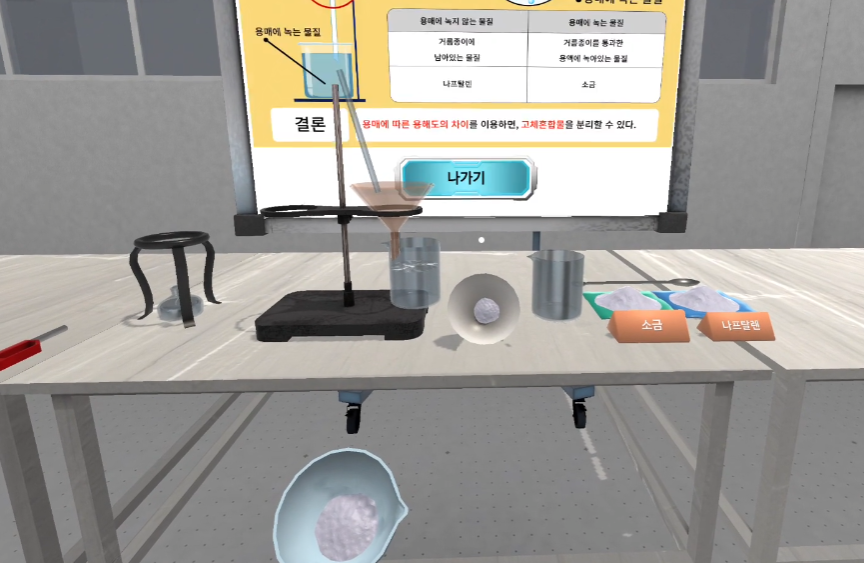 용매에 녹는 물질
용매에 녹지 않는 물질
용매에 녹는 물질
거름종이에
남아있는 물질
거름종이를 통과한
용액에 녹아있는 물질
나프탈렌
소금
결론
용매에 따른 용해도의 차이를 이용하면, 고체혼합물을 분리할 수 있다.
나가기
소금
나프탈렌